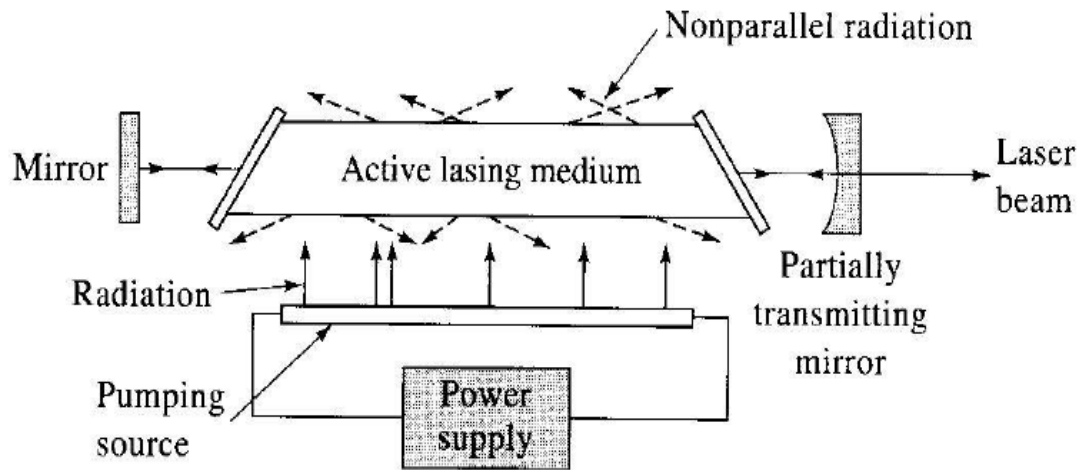 Nonparallel radiation
Mirror
Active lasing medium
Laser
beam
Radiation
Partially
transmitting
mirror
Pumping
source
Power
supply